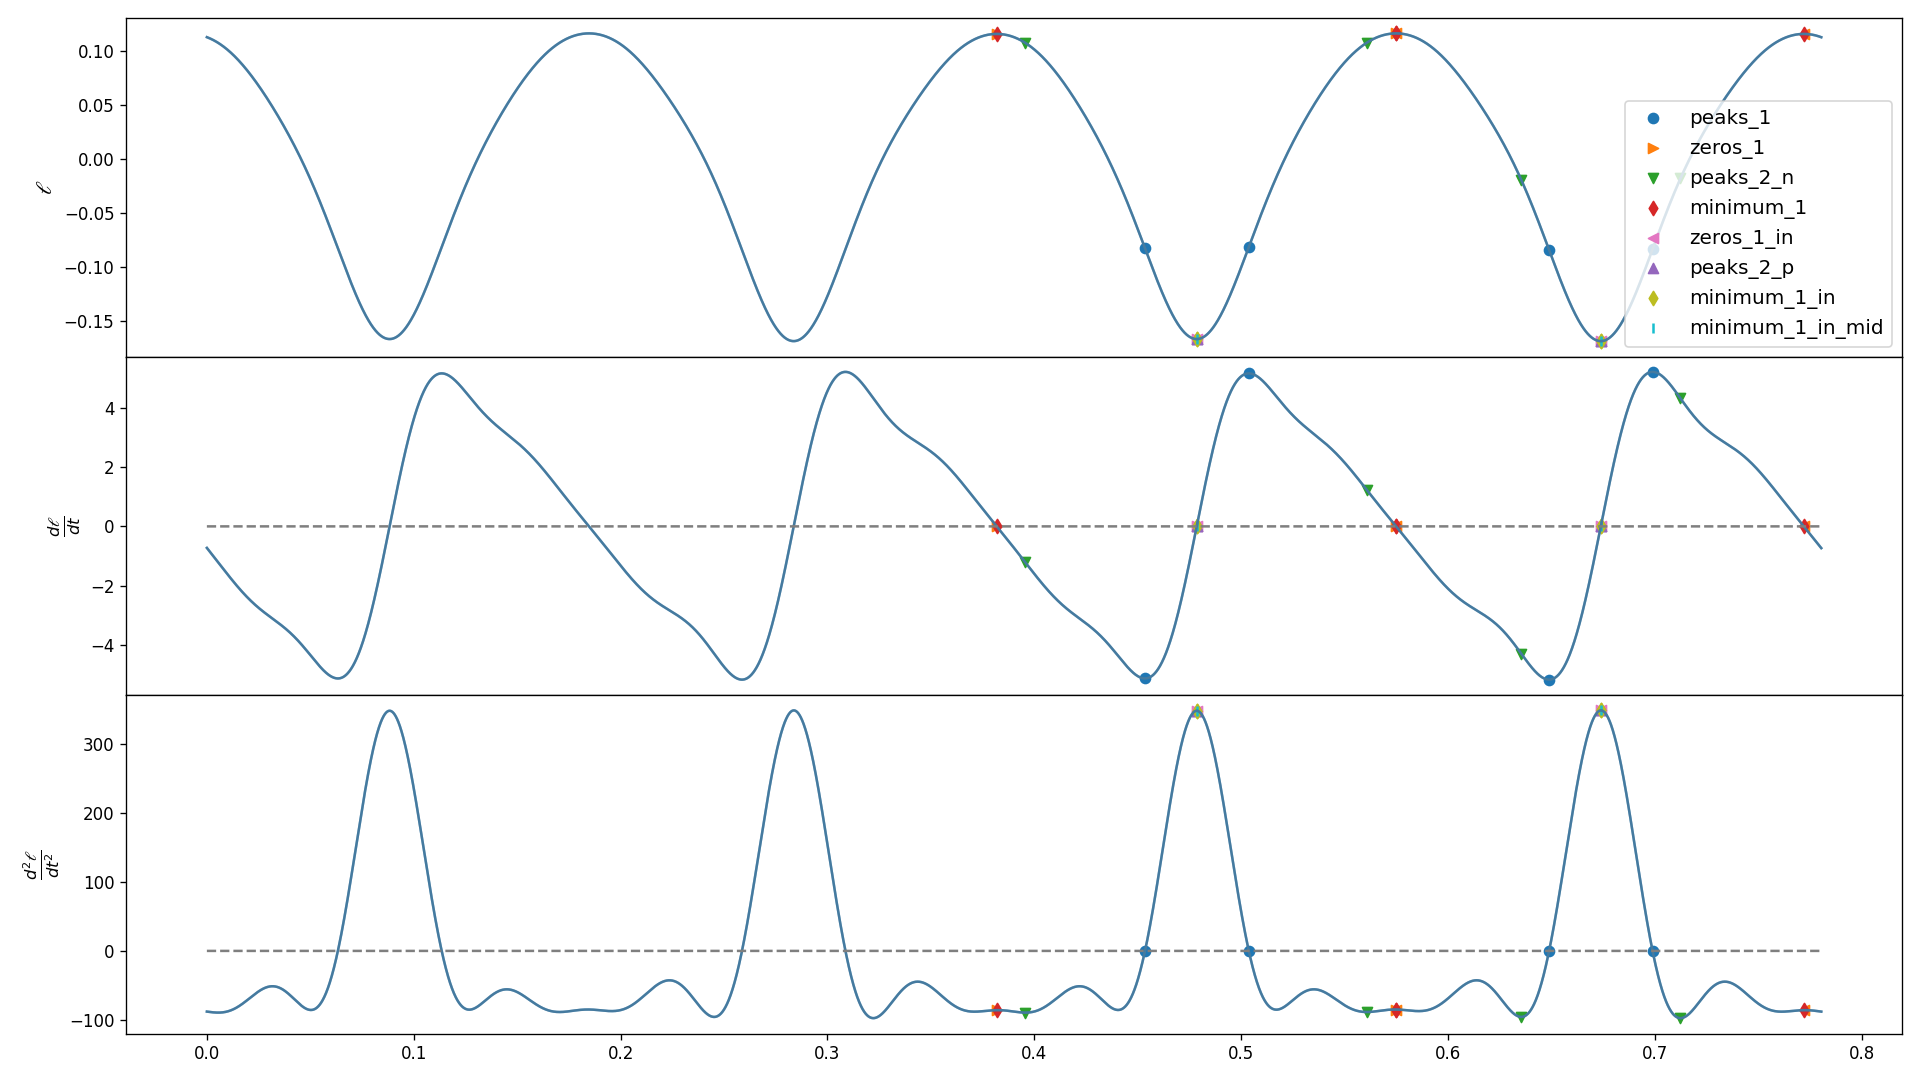 0.10
0.05
0.00
−0.05
−0.10
−0.15
ℓ
peaks_1
zeros_1
peaks_2_n
minimum_1
zeros_1_in
peaks_2_p
minimum_1_in
minimum_1_in_mid
4
2
0
−2
−4
dℓ
dt
300
200
100
0
−100
d²ℓ
dt²
0.0 0.1 0.2 0.3 0.4 0.5 0.6 0.7 0.8